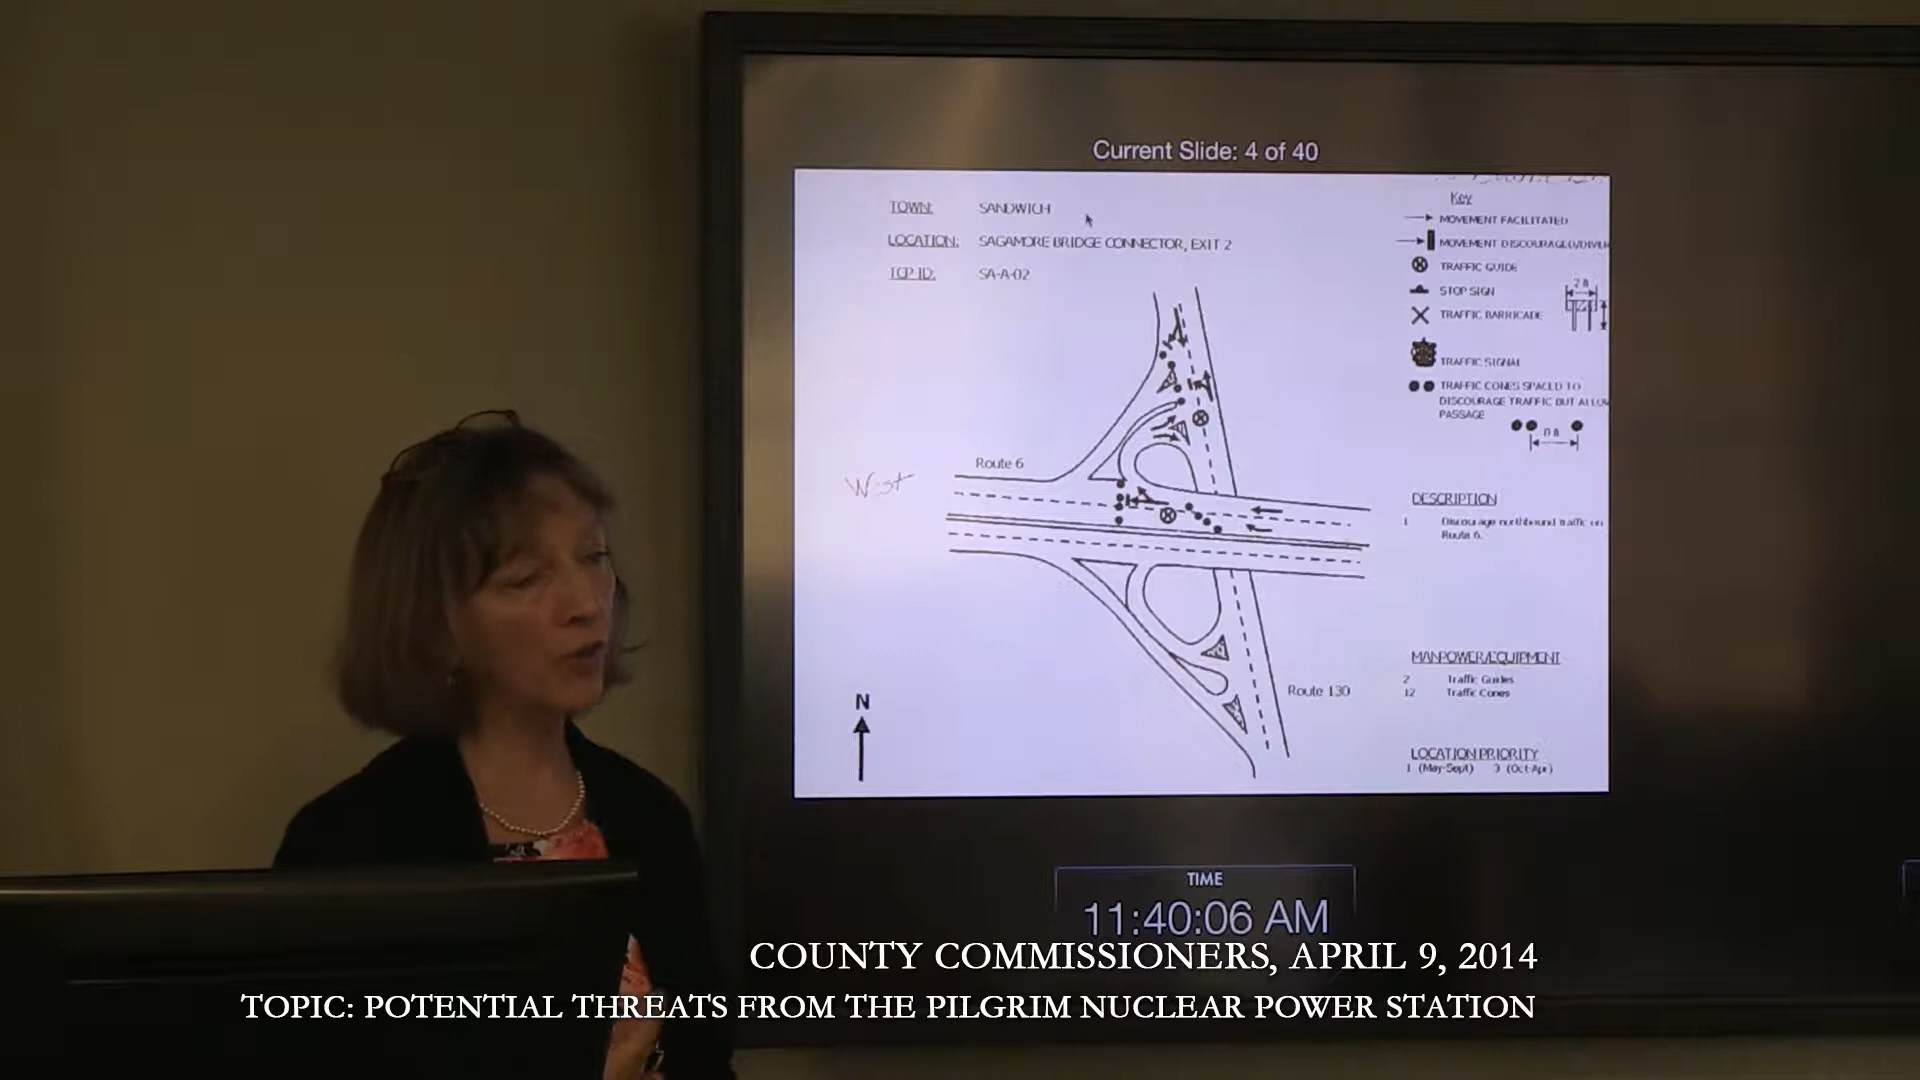 Current Slide: 4 of 40
TOWN: SANDWICH
LOCATION: SAGAMORE BRIDGE CONNECTOR, EXIT 2
TCP ID: SA-A-02
Key
MOVEMENT FACILITATED
MOVEMENT
TRAFFIC GUIDE
STOP SIGN
2 ft
TRAFFIC BARRICADE
TRAFFIC SIGNAL
TRAFFIC CONES SPACED TO
DISCOURAGE TRAFFIC BUT ALLOW
PASSAGE
Route 6
West
DESCRIPTION
1 Discourage northbound traffic on
Route 6.
MANPOWER/EQUIPMENT
2 Traffic Guides
12 Traffic Cones
Route 130
N
LOCATION PRIORITY
1 (May-Sept) 3 (Oct-Apr)
TIME
11:40:06 AM
COUNTY COMMISSIONERS, APRIL 9, 2014
TOPIC: POTENTIAL THREATS FROM THE PILGRIM NUCLEAR POWER STATION